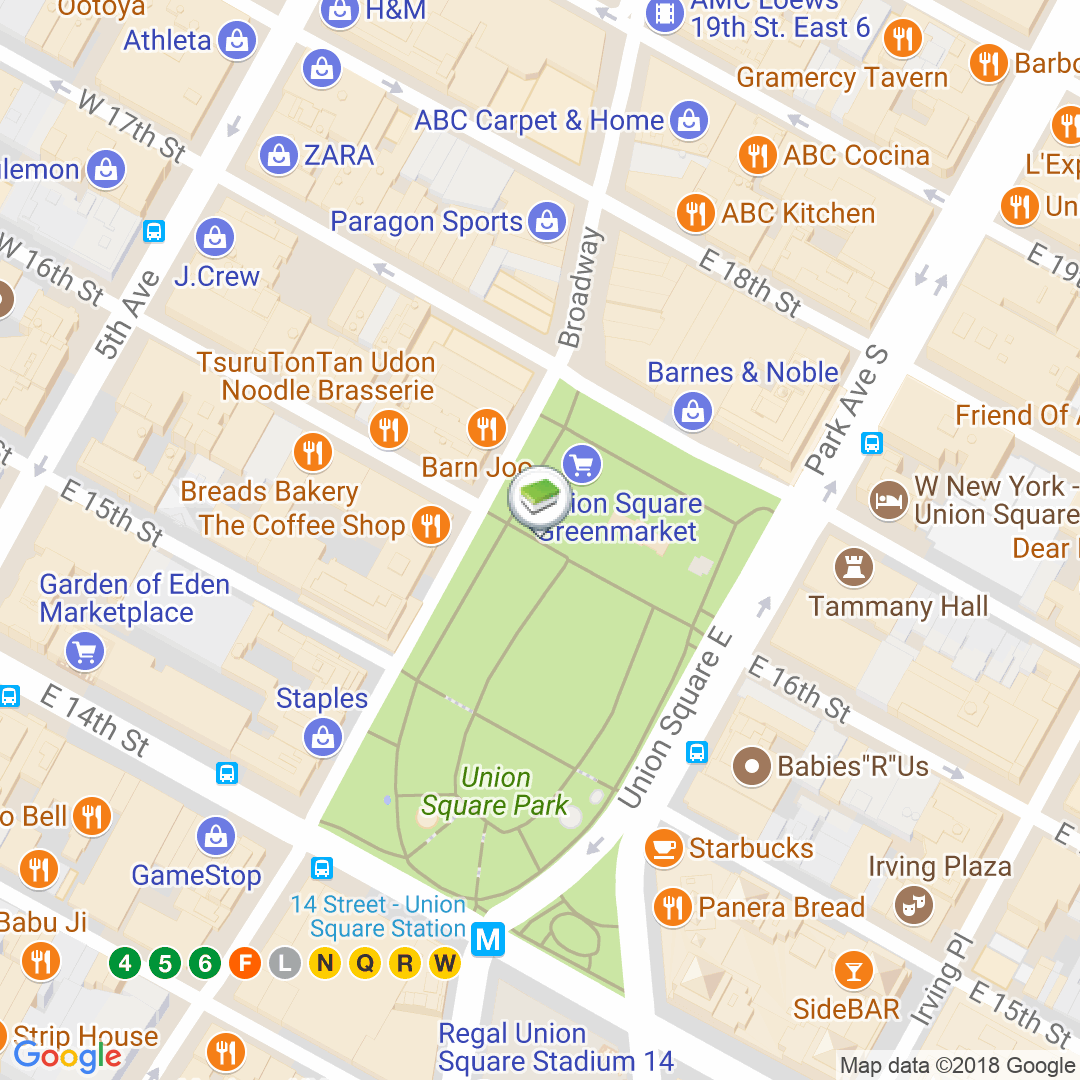 Ootoya
H&M
AMC Loews
19th St. East 6
Athleta
Gramercy Tavern
Barbo
W 17th St
ABC Carpet & Home
ZARA
ABC Cocina
L'Exp
lemon
Paragon Sports
ABC Kitchen
Un
W 16th St
J.Crew
Broadway
E 18th St
E 19th
5th Ave
TsuruTonTan Udon
Noodle Brasserie
Barnes & Noble
Park Ave S
Friend Of A
St
Barn Joo
Breads Bakery
The Coffee Shop
E 15th St
ion Square
Greenmarket
W New York -
Union Square
Dear
Garden of Eden
Marketplace
Tammany Hall
Staples
E 14th St
Union Square E
E 16th St
Union
Square Park
Babies"R"Us
o Bell
GameStop
Starbucks
Irving Plaza
E
14 Street - Union
Square Station
M
Panera Bread
Babu Ji
4 5 6 F L N Q R W
SideBAR
Irving Pl
E 15th St
Strip House
Google
Regal Union
Square Stadium 14
Map data ©2018 Google